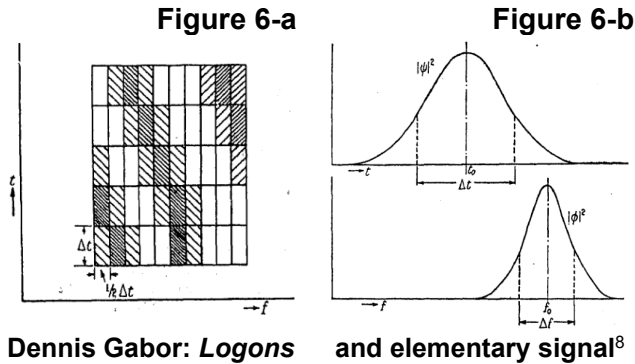 Figure 6-a
Figure 6-b
|ψ|²
t
t₀
Δt
|ϕ|²
t
Δt
½Δt
f
f
f₀
Δf
Dennis Gabor: Logons and elementary signal⁸